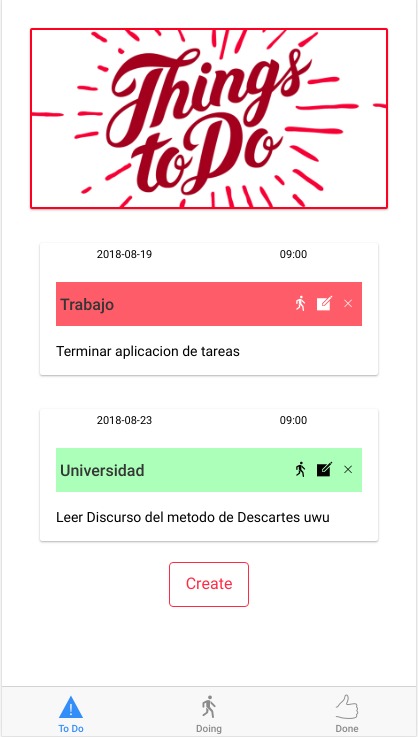 Things
to Do
2018-08-19 09:00
Trabajo
Terminar aplicacion de tareas
2018-08-23 09:00
Universidad
Leer Discurso del metodo de Descartes uwu
Create
To Do Doing Done